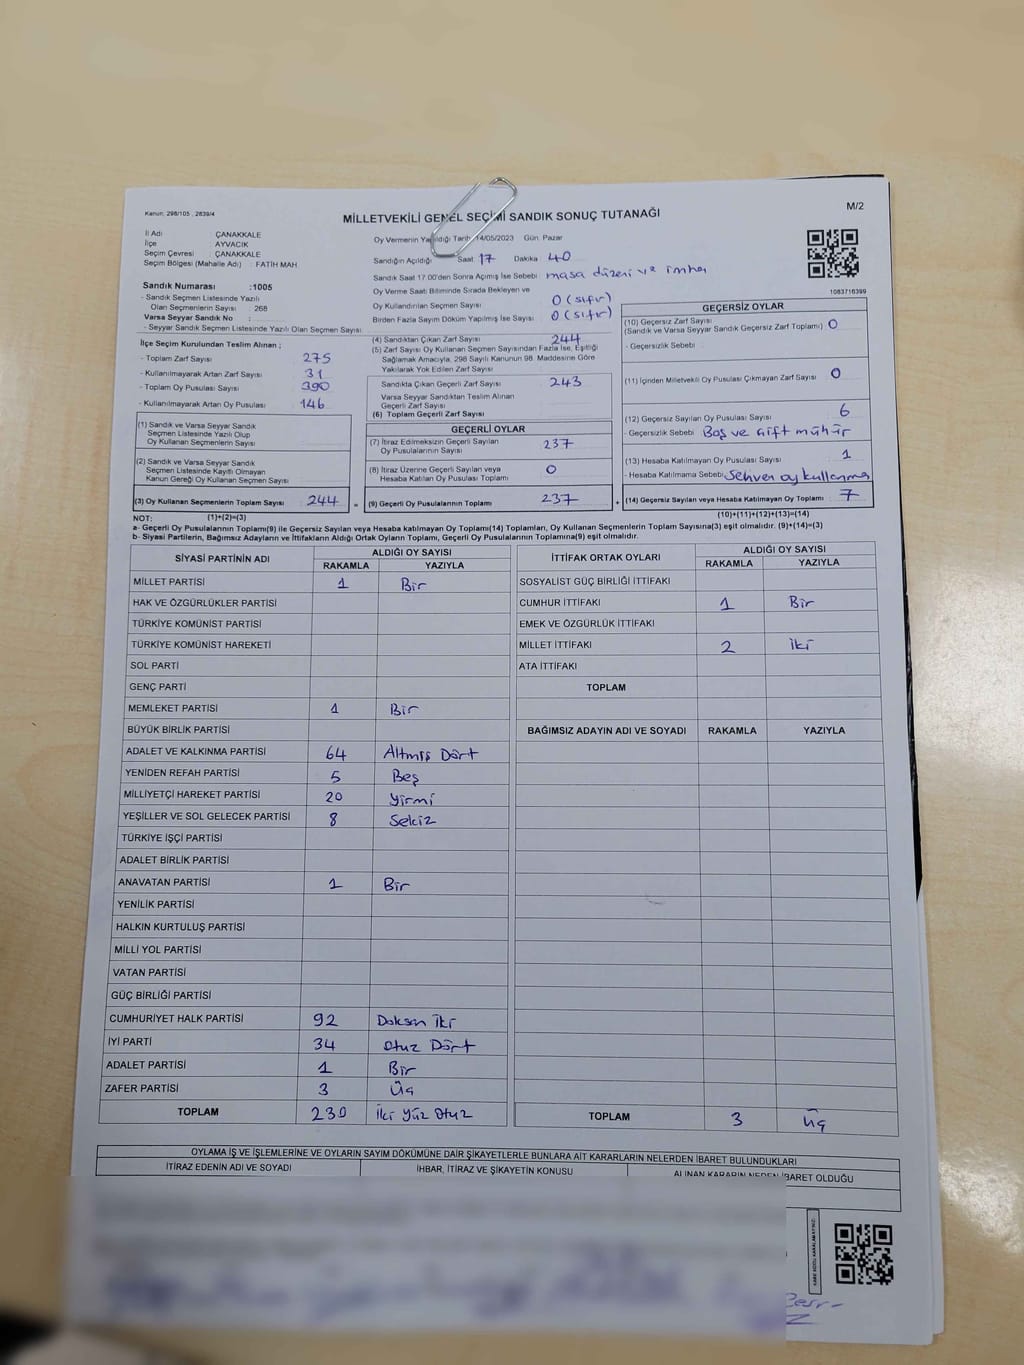 Kanun: 298/105 , 2839/4
M/2
MİLLETVEKİLİ GENEL SEÇİMİ SANDIK SONUÇ TUTANAĞI
İl Adı : ÇANAKKALE
İlçe : AYVACIK
Seçim Çevresi : ÇANAKKALE
Seçim Bölgesi (Mahalle Adı) : FATİH MAH
Sandık Numarası :1005
- Sandık Seçmen Listesinde Yazılı
Olan Seçmenlerin Sayısı : 268
Varsa Seyyar Sandık No :
- Seyyar Sandık Seçmen Listesinde Yazılı Olan Seçmen Sayısı
İlçe Seçim Kurulundan Teslim Alınan ;
- Toplam Zarf Sayısı 275
- Kullanılmayarak Artan Zarf Sayısı 31
- Toplam Oy Pusulası Sayısı 390
- Kullanılmayarak Artan Oy Pusulası 146
(1) Sandık ve Varsa Seyyar Sandık
Seçmen Listesinde Yazılı Olup
Oy Kullanan Seçmenlerin Sayısı
(2) Sandık ve Varsa Seyyar Sandık
Seçmen Listesinde Kayıtlı Olmayan
Kanun Gereği Oy Kullanan Seçmenlerin Sayısı
(3) Oy Kullanan Seçmenlerin Toplam Sayısı 244
(1)+(2)=(3)
Oy Vermenin Yapıldığı Tarih: 14/05/2023 Gün: Pazar
Sandığın Açıldığı Saat: 17 Dakika 40
Sandık Saat 17:00'den Sonra Açımış İse Sebebi masa düzeni ve imha
Oy Verme Saati Bitiminde Sırada Bekleyen ve
Oy Kullandırılan Seçmen Sayısı 0 (sıfır)
Birden Fazla Sayım Döküm Yapılmış İse Sayısı 0 (sıfır)
(4) Sandıktan Çıkan Zarf Sayısı 244
(5) Zarf Sayısı Oy Kullanan Seçmen Sayısından Fazla İse, Eşitliği
Sağlamak Amacıyla, 298 Sayılı Kanunun 98. Maddesine Göre
Yakılarak Yok Edilen Zarf Sayısı
Sandıkta Çıkan Geçerli Zarf Sayısı 243
Varsa Seyyar Sandıktan Teslim Alınan
Geçerli Zarf Sayısı
(6) Toplam Geçerli Zarf Sayısı
GEÇERLİ OYLAR
(7) İtiraz Edilmeksizin Geçerli Sayılan
Oy Pusulalarının Sayısı 237
(8) İtiraz Üzerine Geçerli Sayılan veya
Hesaba Katılan Oy Pusulaları Toplamı 0
= (9) Geçerli Oy Pusulalarının Toplamı 237
1083716399
GEÇERSİZ OYLAR
(10) Geçersiz Zarf Sayısı
(Sandık ve Varsa Seyyar Sandık Geçersiz Zarf Toplamı) 0
- Geçersizlik Sebebi
(11) İçinden Milletvekili Oy Pusulası Çıkmayan Zarf Sayısı 0
(12) Geçersiz Sayılan Oy Pusulası Sayısı 6
- Geçersizlik Sebebi Boş ve çift mühür
(13) Hesaba Katılmayan Oy Pusulası Sayısı 1
- Hesaba Katılmama Sebebi Sehven oy kullanma
+ (14) Geçersiz Sayılan veya Hesaba Katılmayan Oy Toplamı 7
(10)+(11)+(12)+(13)=(14)
NOT:
a- Geçerli Oy Pusulalarının Toplamı(9) ile Geçersiz Sayılan veya Hesaba Katılmayan Oy Toplamı(14) Toplamları, Oy Kullanan Seçmenlerin Toplam Sayısına(3) eşit olmalıdır. (9)+(14)=(3)
b- Siyasi Partilerin, Bağımsız Adayların ve İttifakların Aldığı Ortak Oyların Toplamı, Geçerli Oy Pusulalarının Toplamına(9) eşit olmalıdır.
SİYASİ PARTİNİN ADI
ALDIĞI OY SAYISI
RAKAMLA YAZIYLA
MİLLET PARTİSİ 1 Bir
HAK VE ÖZGÜRLÜKLER PARTİSİ
TÜRKİYE KOMÜNİST PARTİSİ
TÜRKİYE KOMÜNİST HAREKETİ
SOL PARTİ
GENÇ PARTİ
MEMLEKET PARTİSİ 1 Bir
BÜYÜK BİRLİK PARTİSİ
ADALET VE KALKINMA PARTİSİ 64 Altmış Dört
YENİDEN REFAH PARTİSİ 5 Beş
MİLLİYETÇİ HAREKET PARTİSİ 20 yirmi
YEŞİLLER VE SOL GELECEK PARTİSİ 8 Sekiz
TÜRKİYE İŞÇİ PARTİSİ
ADALET BİRLİK PARTİSİ
ANAVATAN PARTİSİ 1 Bir
YENİLİK PARTİSİ
HALKIN KURTULUŞ PARTİSİ
MİLLİ YOL PARTİSİ
VATAN PARTİSİ
GÜÇ BİRLİĞİ PARTİSİ
CUMHURİYET HALK PARTİSİ 92 Doksan İki
İYİ PARTİ 34 Otuz Dört
ADALET PARTİSİ 1 Bir
ZAFER PARTİSİ 3 Üç
TOPLAM 230 İki Yüz Otuz
İTTİFAK ORTAK OYLARI
ALDIĞI OY SAYISI
RAKAMLA YAZIYLA
SOSYALİST GÜÇ BİRLİĞİ İTTİFAKI
CUMHUR İTTİFAKI 1 Bir
EMEK VE ÖZGÜRLÜK İTTİFAKI
MİLLET İTTİFAKI 2 İki
ATA İTTİFAKI
TOPLAM
BAĞIMSIZ ADAYIN ADI VE SOYADI RAKAMLA YAZIYLA
TOPLAM 3 üç
OYLAMA İŞ VE İŞLEMLERİNE VE OYLARIN SAYIM DÖKÜMÜNE DAİR ŞİKAYETLERLE BUNLARA AİT KARARLARIN NELERDEN İBARET BULUNDUKLARI
İTİRAZ EDENİN ADI VE SOYADI İHBAR, İTİRAZ VE ŞİKAYETİN KONUSU ALINAN KARARIN NEDEN İBARET OLDUĞU